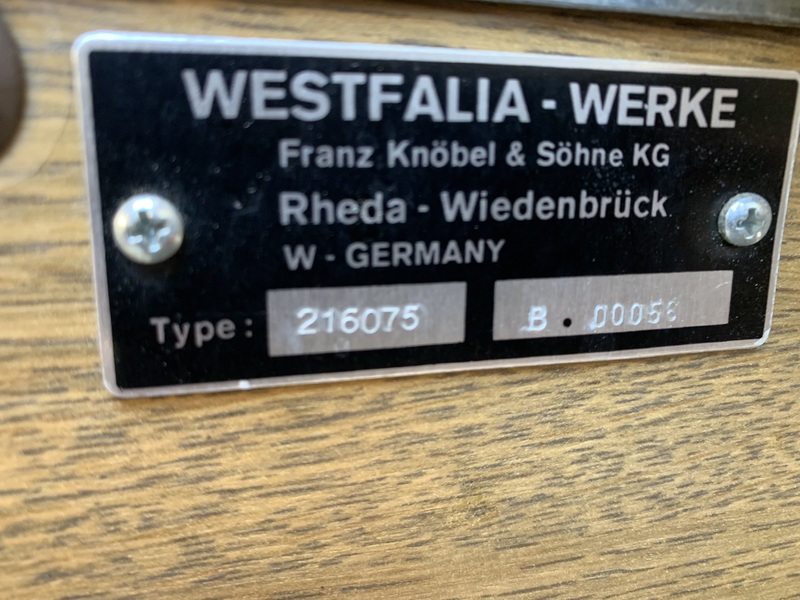 WESTFALIA - WERKE
Franz Knöbel & Söhne KG
Rheda - Wiedenbrück
W - GERMANY
Type: 216075 B.